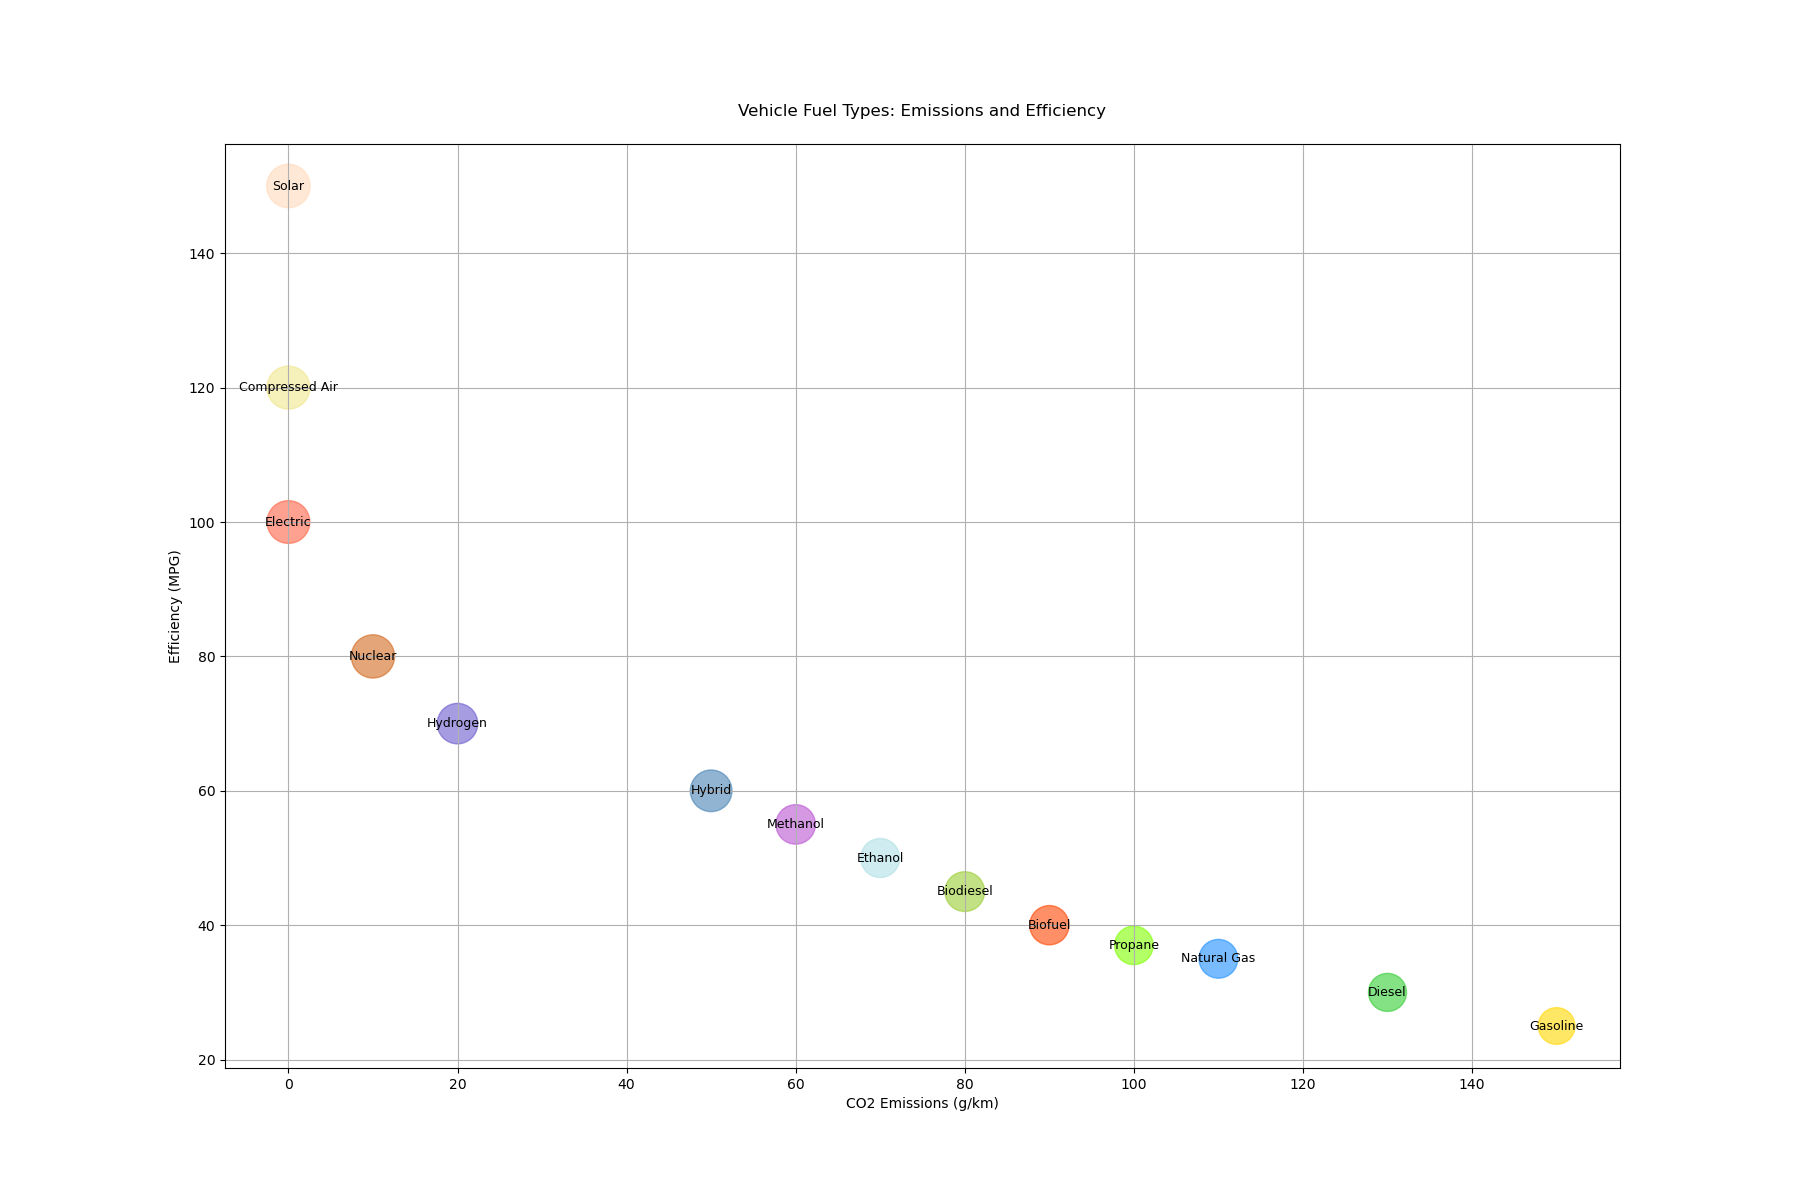 Vehicle Fuel Types: Emissions and Efficiency
Solar
140
Compressed Air
120
Electric
100
Efficiency (MPG)
Nuclear
80
Hydrogen
Hybrid
60
Methanol
Ethanol
Biodiesel
Biofuel
40
Propane
Natural Gas
Diesel
Gasoline
20
0 20 40 60 80 100 120 140
CO2 Emissions (g/km)